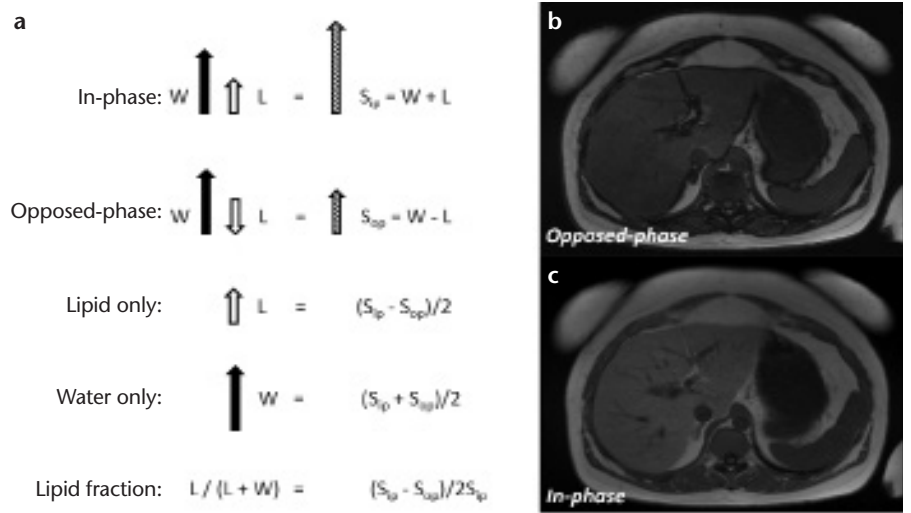 a
In-phase: W L = S_ip = W + L
Opposed-phase: W L = S_op = W - L
Lipid only: L = (S_ip - S_op)/2
Water only: W = (S_ip + S_op)/2
Lipid fraction: L / (L + W) = (S_ip - S_op)/2S_ip
b
Opposed-phase
c
In-phase